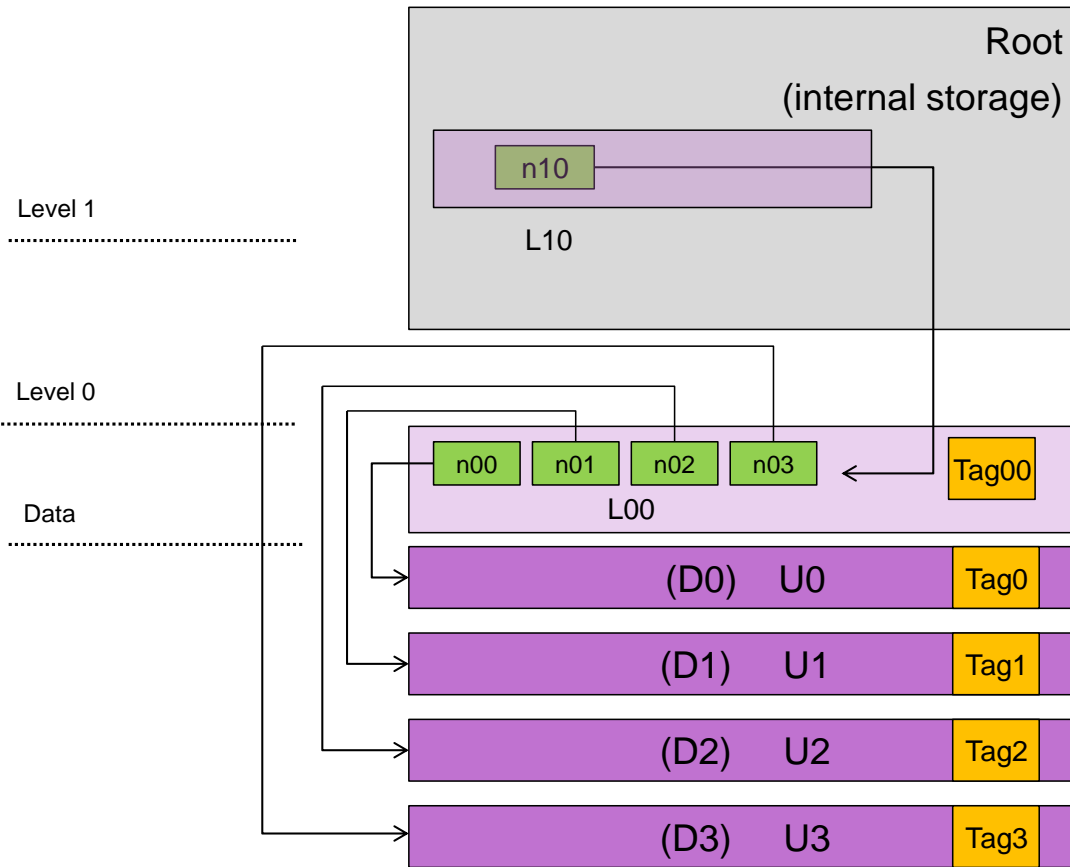 Root
(internal storage)
n10
Level 1
L10
Level 0
n00 n01 n02 n03 Tag00
L00
Data
(D0) U0 Tag0
(D1) U1 Tag1
(D2) U2 Tag2
(D3) U3 Tag3